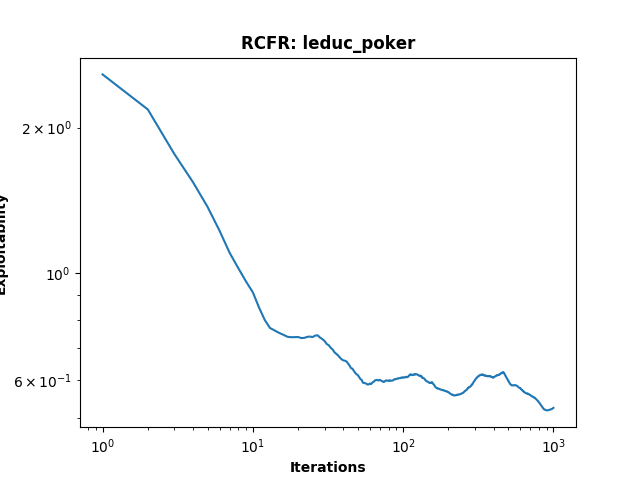 RCFR: leduc_poker
2 × 10⁰
10⁰
6 × 10⁻¹
Exploitability
10⁰ 10¹ 10² 10³
Iterations